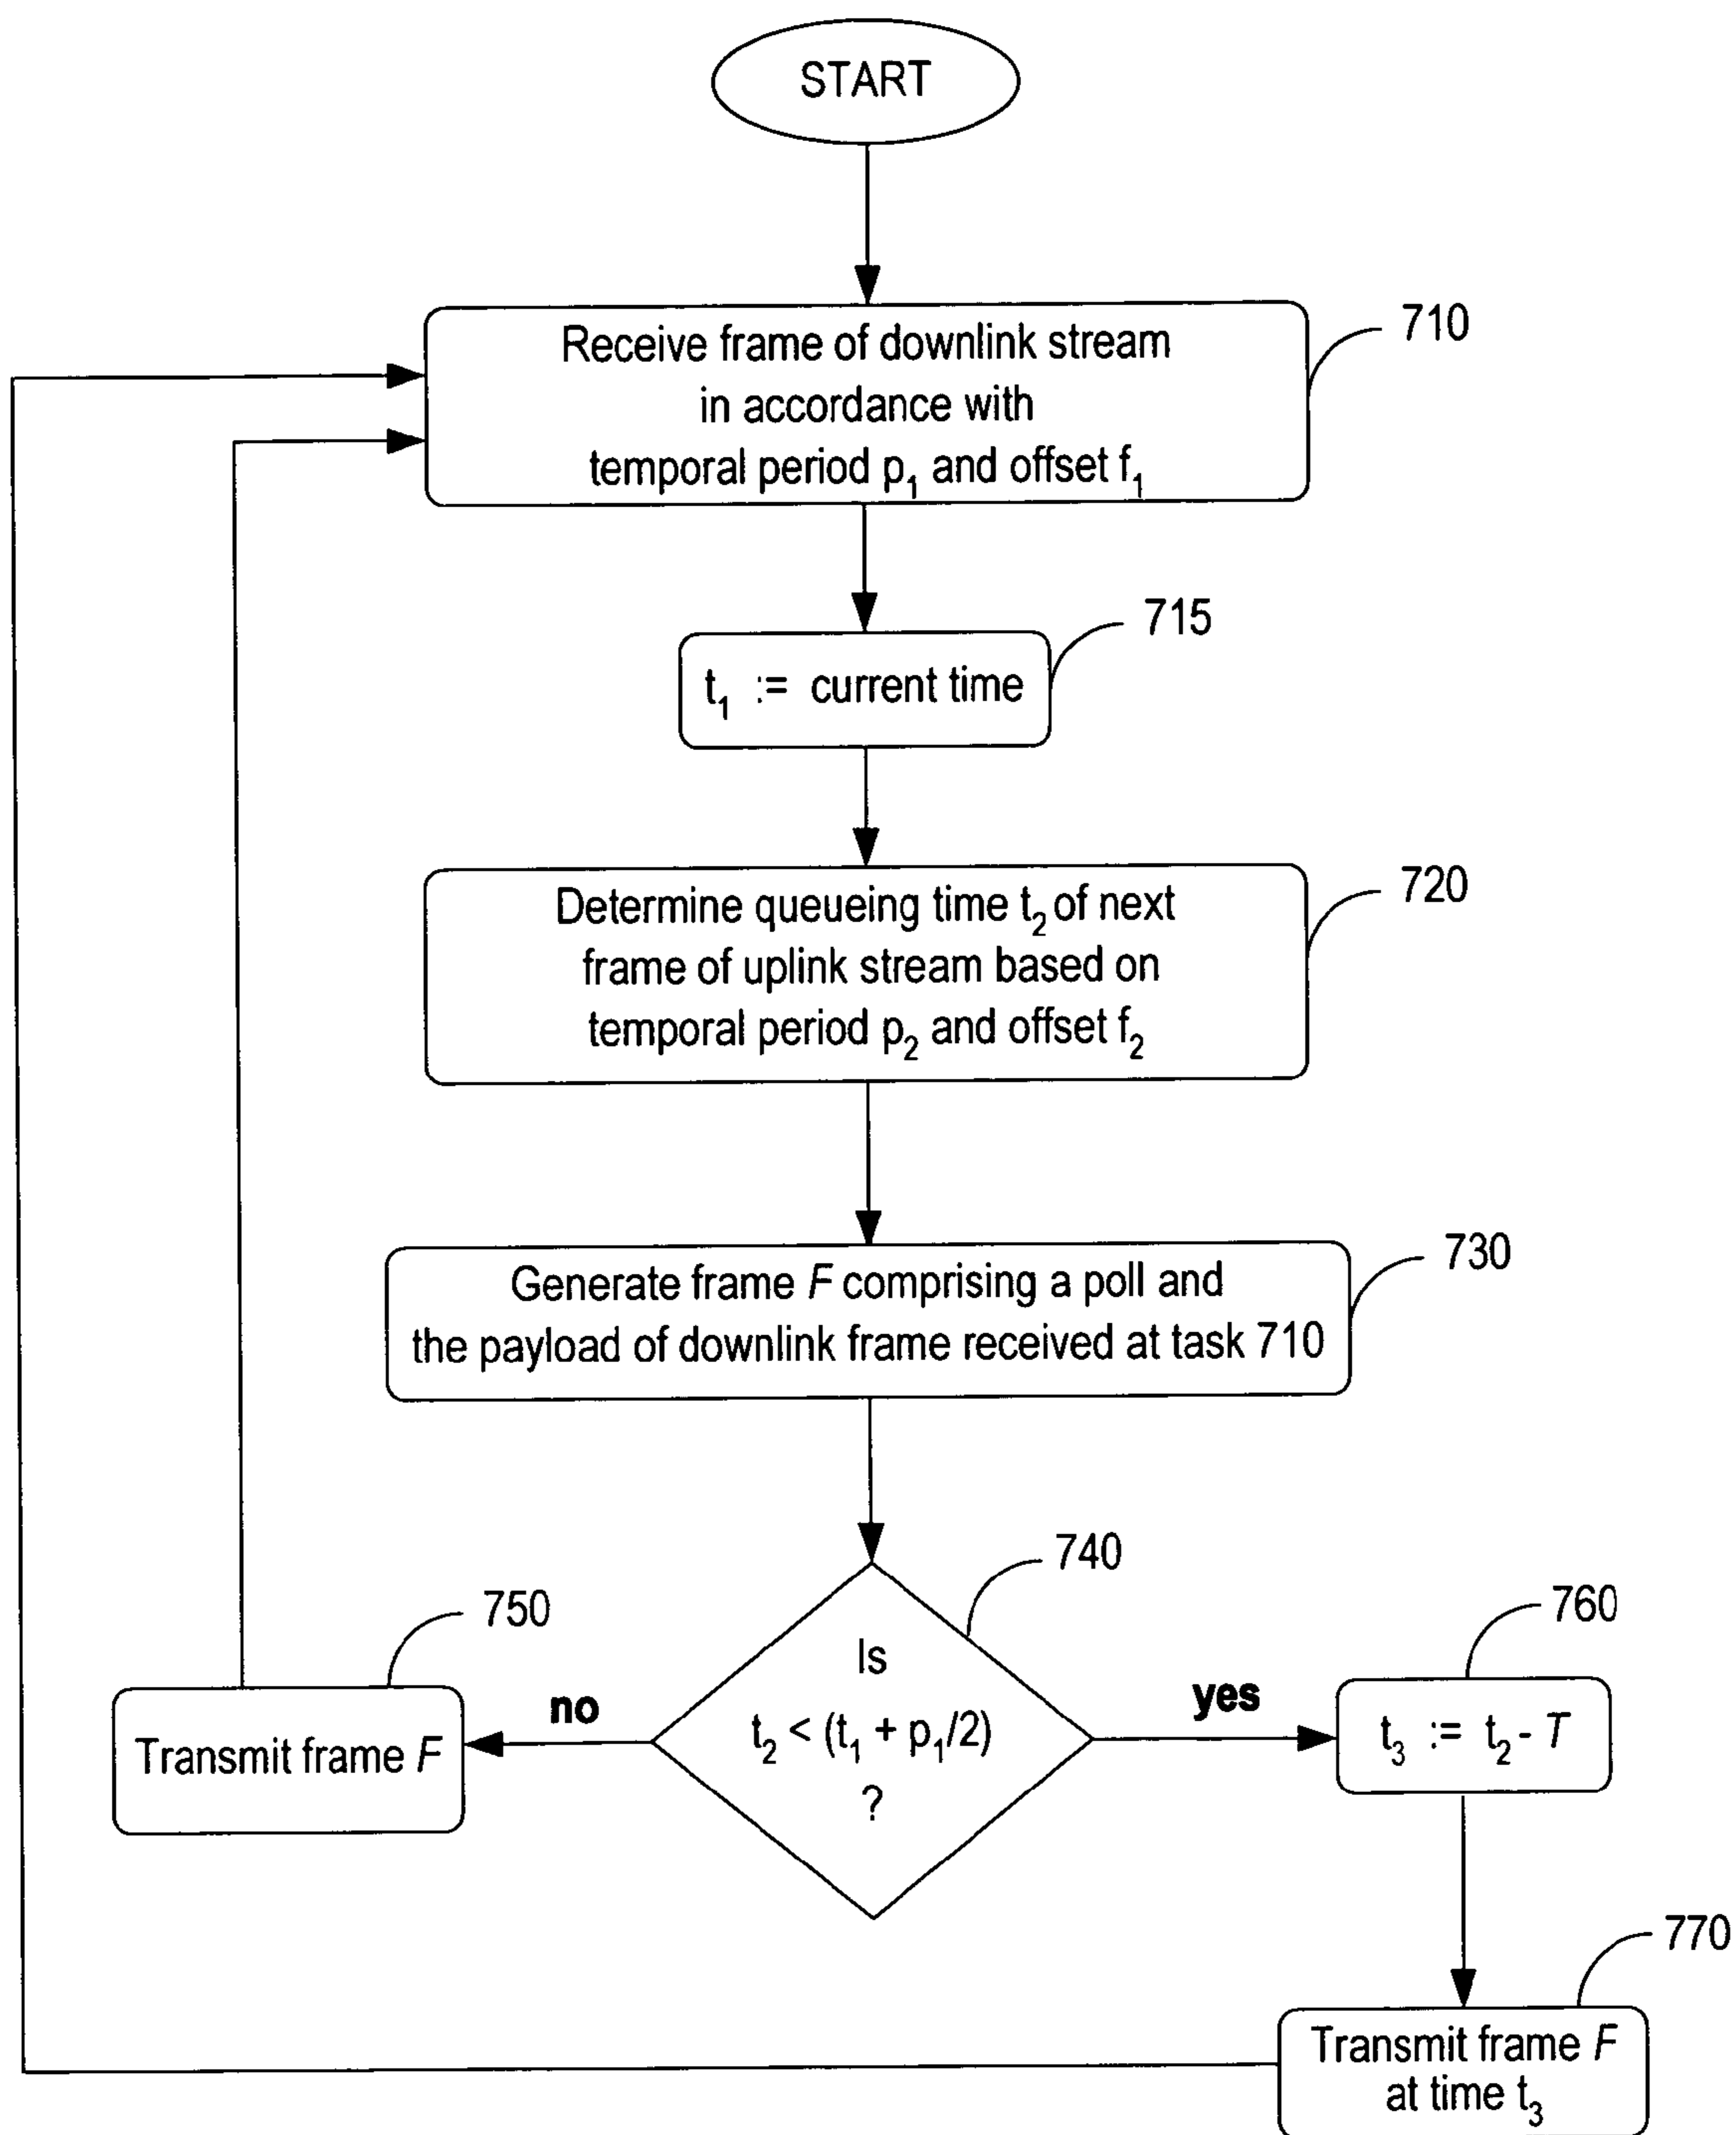 START
Receive frame of downlink stream
in accordance with
temporal period p₁ and offset f₁
710
t₁ := current time
715
Determine queueing time t₂ of next
frame of uplink stream based on
temporal period p₂ and offset f₂
720
Generate frame F comprising a poll and
the payload of downlink frame received at task 710
730
Is
t₂ < (t₁ + p₁/2)
?
740
no
yes
Transmit frame F
750
t₃ := t₂ - T
760
Transmit frame F
at time t₃
770